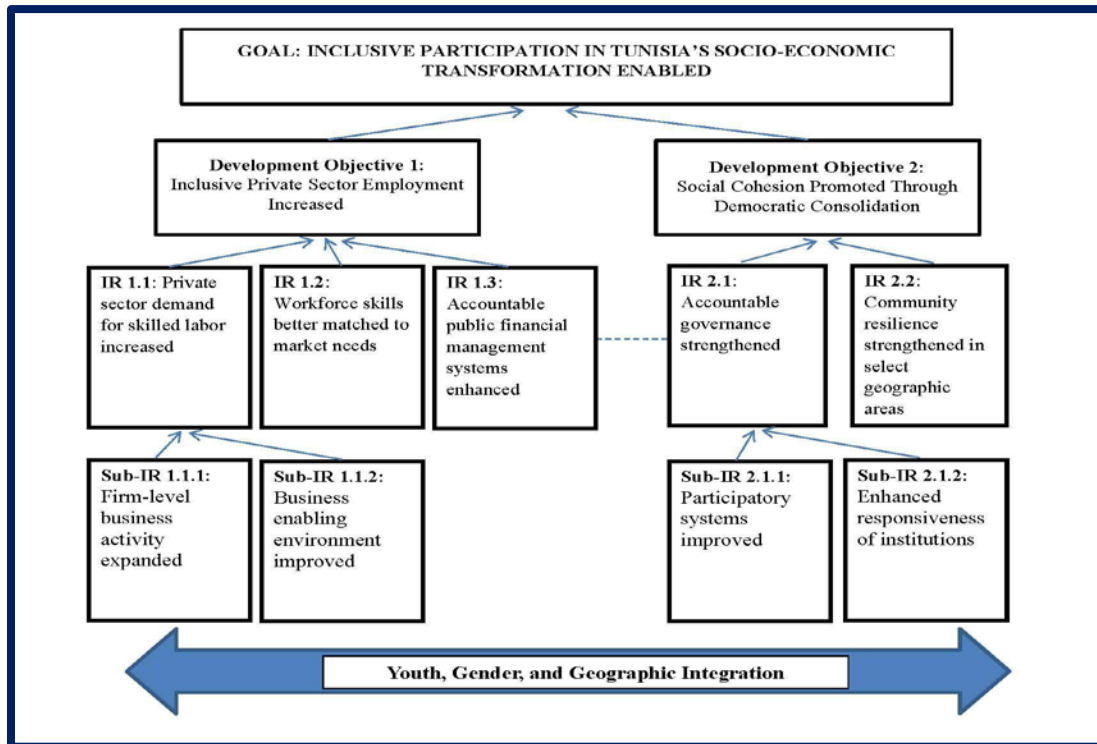 GOAL: INCLUSIVE PARTICIPATION IN TUNISIA'S SOCIO-ECONOMIC
TRANSFORMATION ENABLED
Development Objective 1:
Inclusive Private Sector Employment
Increased
Development Objective 2:
Social Cohesion Promoted Through
Democratic Consolidation
IR 1.1: Private
sector demand
for skilled labor
increased
IR 1.2:
Workforce skills
better matched to
market needs
IR 1.3:
Accountable
public financial
management
systems
enhanced
IR 2.1:
Accountable
governance
strengthened
IR 2.2:
Community
resilience
strengthened in
select
geographic
areas
Sub-IR 1.1.1:
Firm-level
business
activity
expanded
Sub-IR 1.1.2:
Business
enabling
environment
improved
Sub-IR 2.1.1:
Participatory
systems
improved
Sub-IR 2.1.2:
Enhanced
responsiveness
of institutions
Youth, Gender, and Geographic Integration